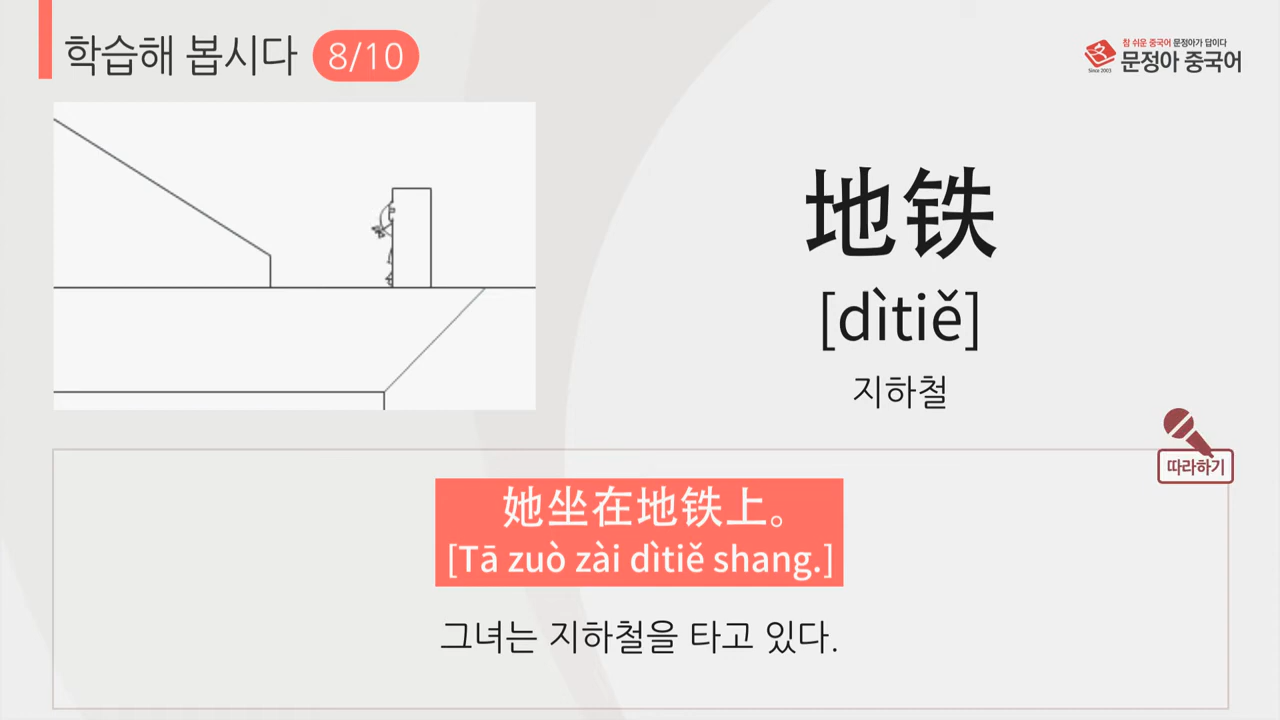 학습해 봅시다 8/10
참 쉬운 중국어 문정아가 답이다
문정아 중국어
Since 2003
地铁
[dìtiě]
지하철
따라하기
她坐在地铁上。
[Tā zuò zài dìtiě shang.]
그녀는 지하철을 타고 있다.